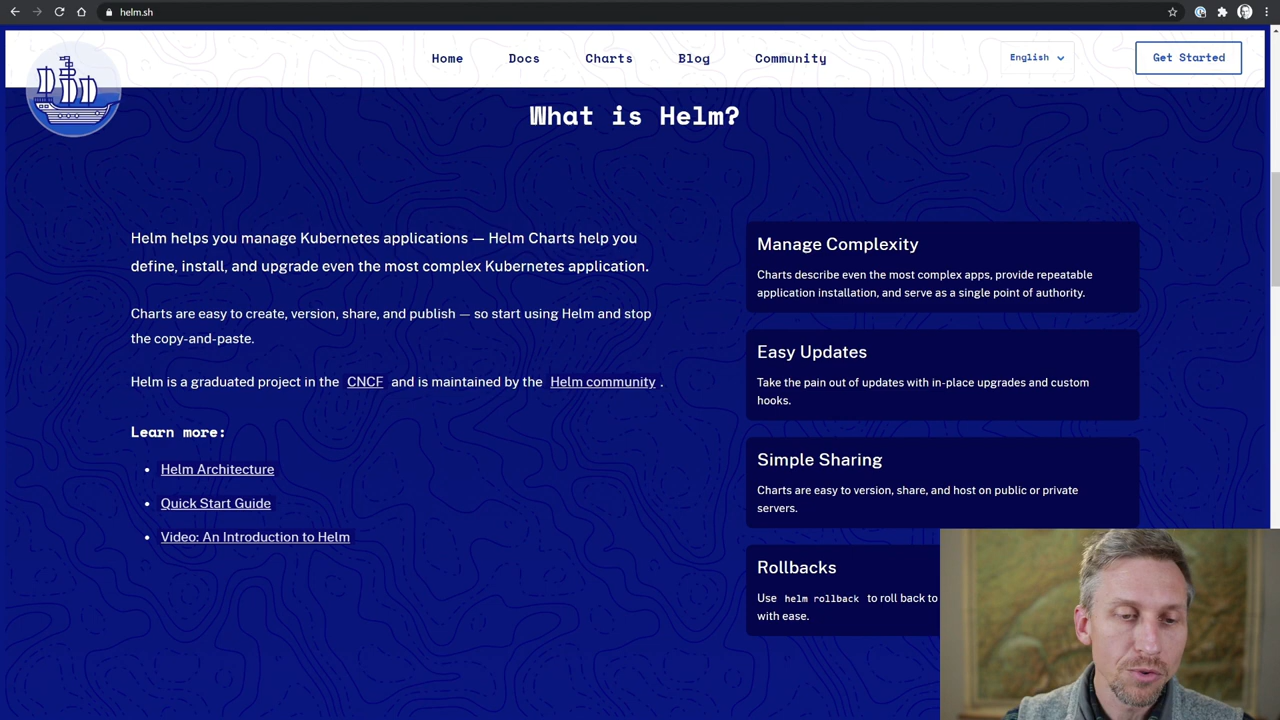 helm.sh
Home
Docs
Charts
Blog
Community
English
Get Started
What is Helm?
Helm helps you manage Kubernetes applications — Helm Charts help you
define, install, and upgrade even the most complex Kubernetes application.
Charts are easy to create, version, share, and publish — so start using Helm and stop
the copy-and-paste.
Helm is a graduated project in the CNCF and is maintained by the Helm community .
Learn more:
• Helm Architecture
• Quick Start Guide
• Video: An Introduction to Helm
Manage Complexity
Charts describe even the most complex apps, provide repeatable
application installation, and serve as a single point of authority.
Easy Updates
Take the pain out of updates with in-place upgrades and custom
hooks.
Simple Sharing
Charts are easy to version, share, and host on public or private
servers.
Rollbacks
Use helm rollback to roll back to
with ease.